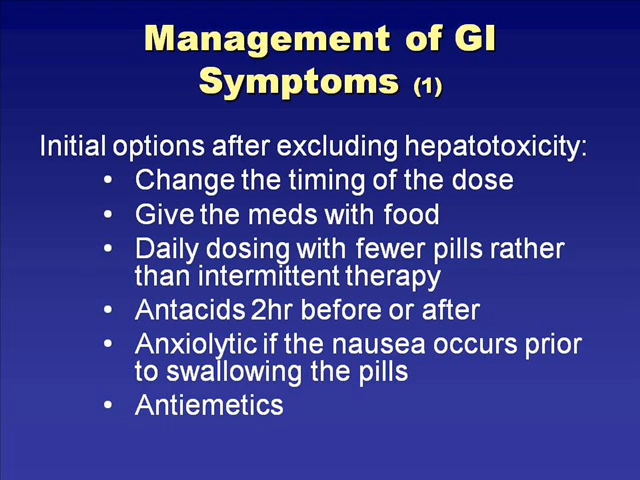 Management of GI
Symptoms (1)
Initial options after excluding hepatotoxicity:
• Change the timing of the dose
• Give the meds with food
• Daily dosing with fewer pills rather
than intermittent therapy
• Antacids 2hr before or after
• Anxiolytic if the nausea occurs prior
to swallowing the pills
• Antiemetics